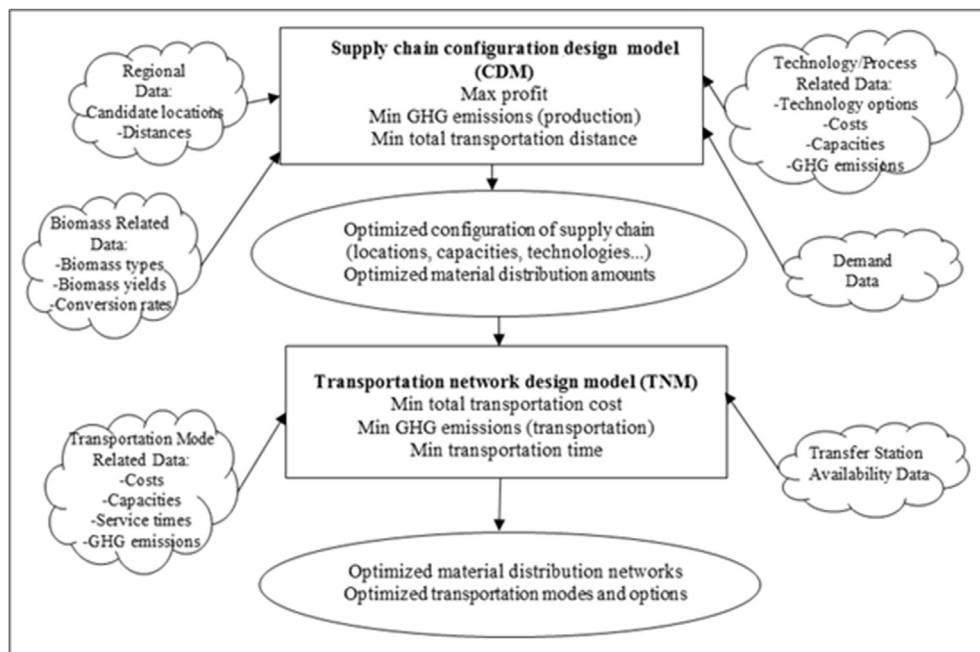 Supply chain configuration design model
(CDM)
Max profit
Min GHG emissions (production)
Min total transportation distance
Regional
Data:
Candidate locations
-Distances
Technology/Process
Related Data:
-Technology options
-Costs
-Capacities
-GHG emissions
Biomass Related
Data:
-Biomass types
-Biomass yields
-Conversion rates
Optimized configuration of supply chain
(locations, capacities, technologies...)
Optimized material distribution amounts
Demand
Data
Transportation network design model (TNM)
Min total transportation cost
Min GHG emissions (transportation)
Min transportation time
Transportation Mode
Related Data:
-Costs
-Capacities
-Service times
-GHG emissions
Transfer Station
Availability Data
Optimized material distribution networks
Optimized transportation modes and options